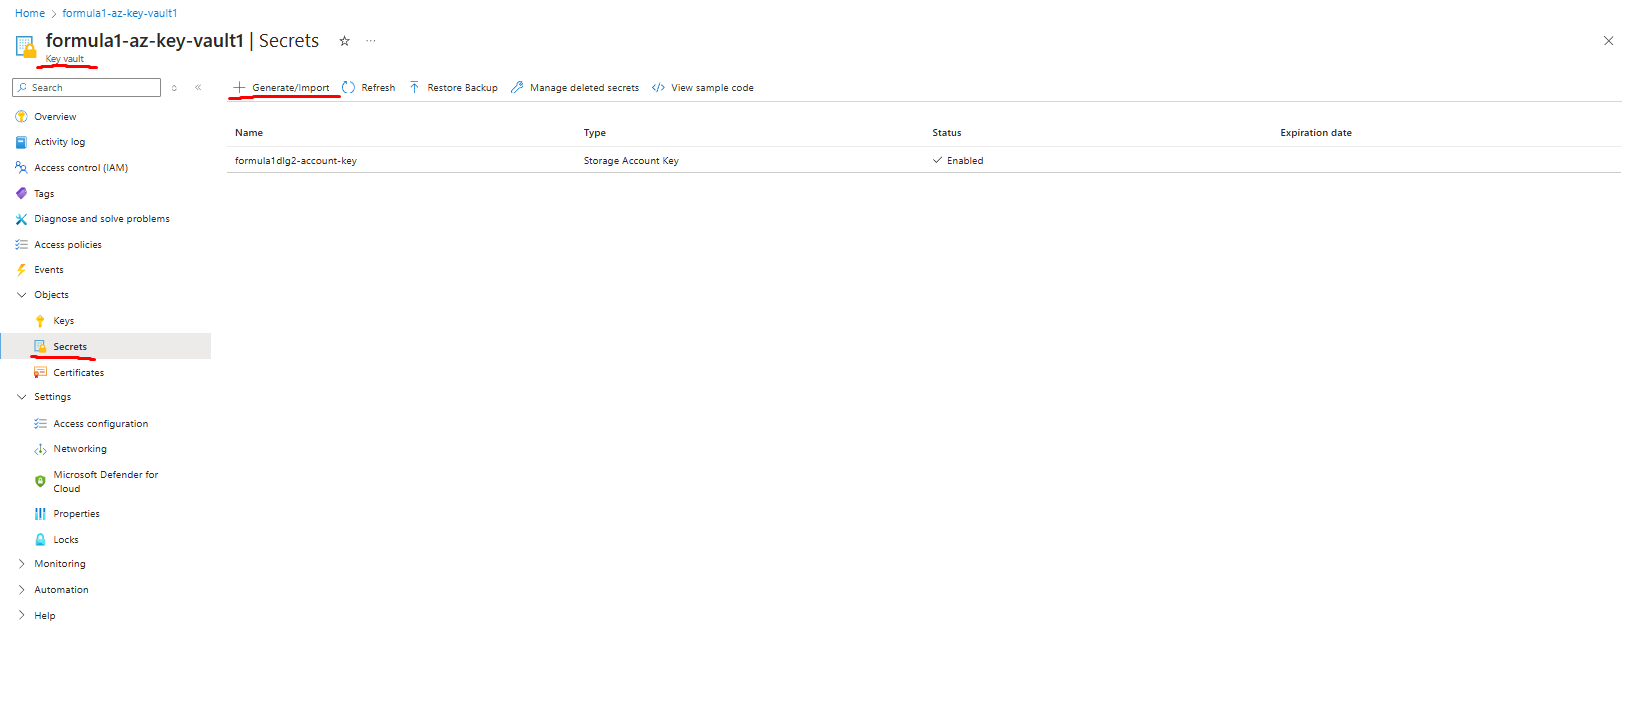 Home > formula1-az-key-vault1
formula1-az-key-vault1 | Secrets
Key vault
Search
Generate/Import Refresh Restore Backup Manage deleted secrets View sample code
Overview
Activity log
Access control (IAM)
Tags
Diagnose and solve problems
Access policies
Events
Objects
Keys
Secrets
Certificates
Settings
Access configuration
Networking
Microsoft Defender for
Cloud
Properties
Locks
Monitoring
Automation
Help
Name Type Status Expiration date
formula1dlg2-account-key Storage Account Key Enabled